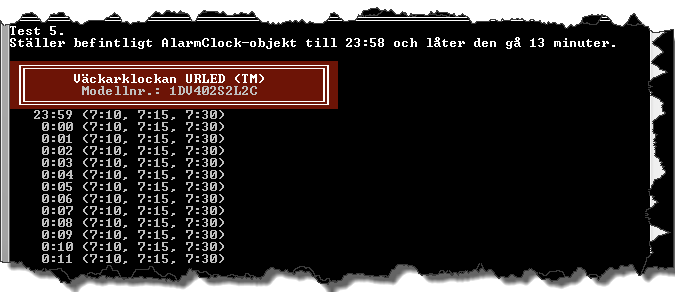 Test 5.
Ställer befintligt AlarmClock-objekt till 23:58 och låter den gå 13 minuter.
Väckarklockan URLED (TM)
Modellnr.: 1DV402S2L2C
23:59 (7:10, 7:15, 7:30)
0:00 (7:10, 7:15, 7:30)
0:01 (7:10, 7:15, 7:30)
0:02 (7:10, 7:15, 7:30)
0:03 (7:10, 7:15, 7:30)
0:04 (7:10, 7:15, 7:30)
0:05 (7:10, 7:15, 7:30)
0:06 (7:10, 7:15, 7:30)
0:07 (7:10, 7:15, 7:30)
0:08 (7:10, 7:15, 7:30)
0:09 (7:10, 7:15, 7:30)
0:10 (7:10, 7:15, 7:30)
0:11 (7:10, 7:15, 7:30)